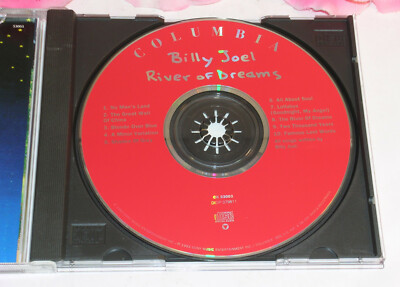 53003
COLUMBIA
Billy Joel
River of Dreams
1. No Man's Land
2. The Great Wall
Of China
3. Blonde Over Blue
4. A Minor Variation
6. All About Soul
7. Lullabye
(Goodnight, My Angel)
8. The River Of Dreams
9. Two Thousand Years
10. Famous Last Words
53003